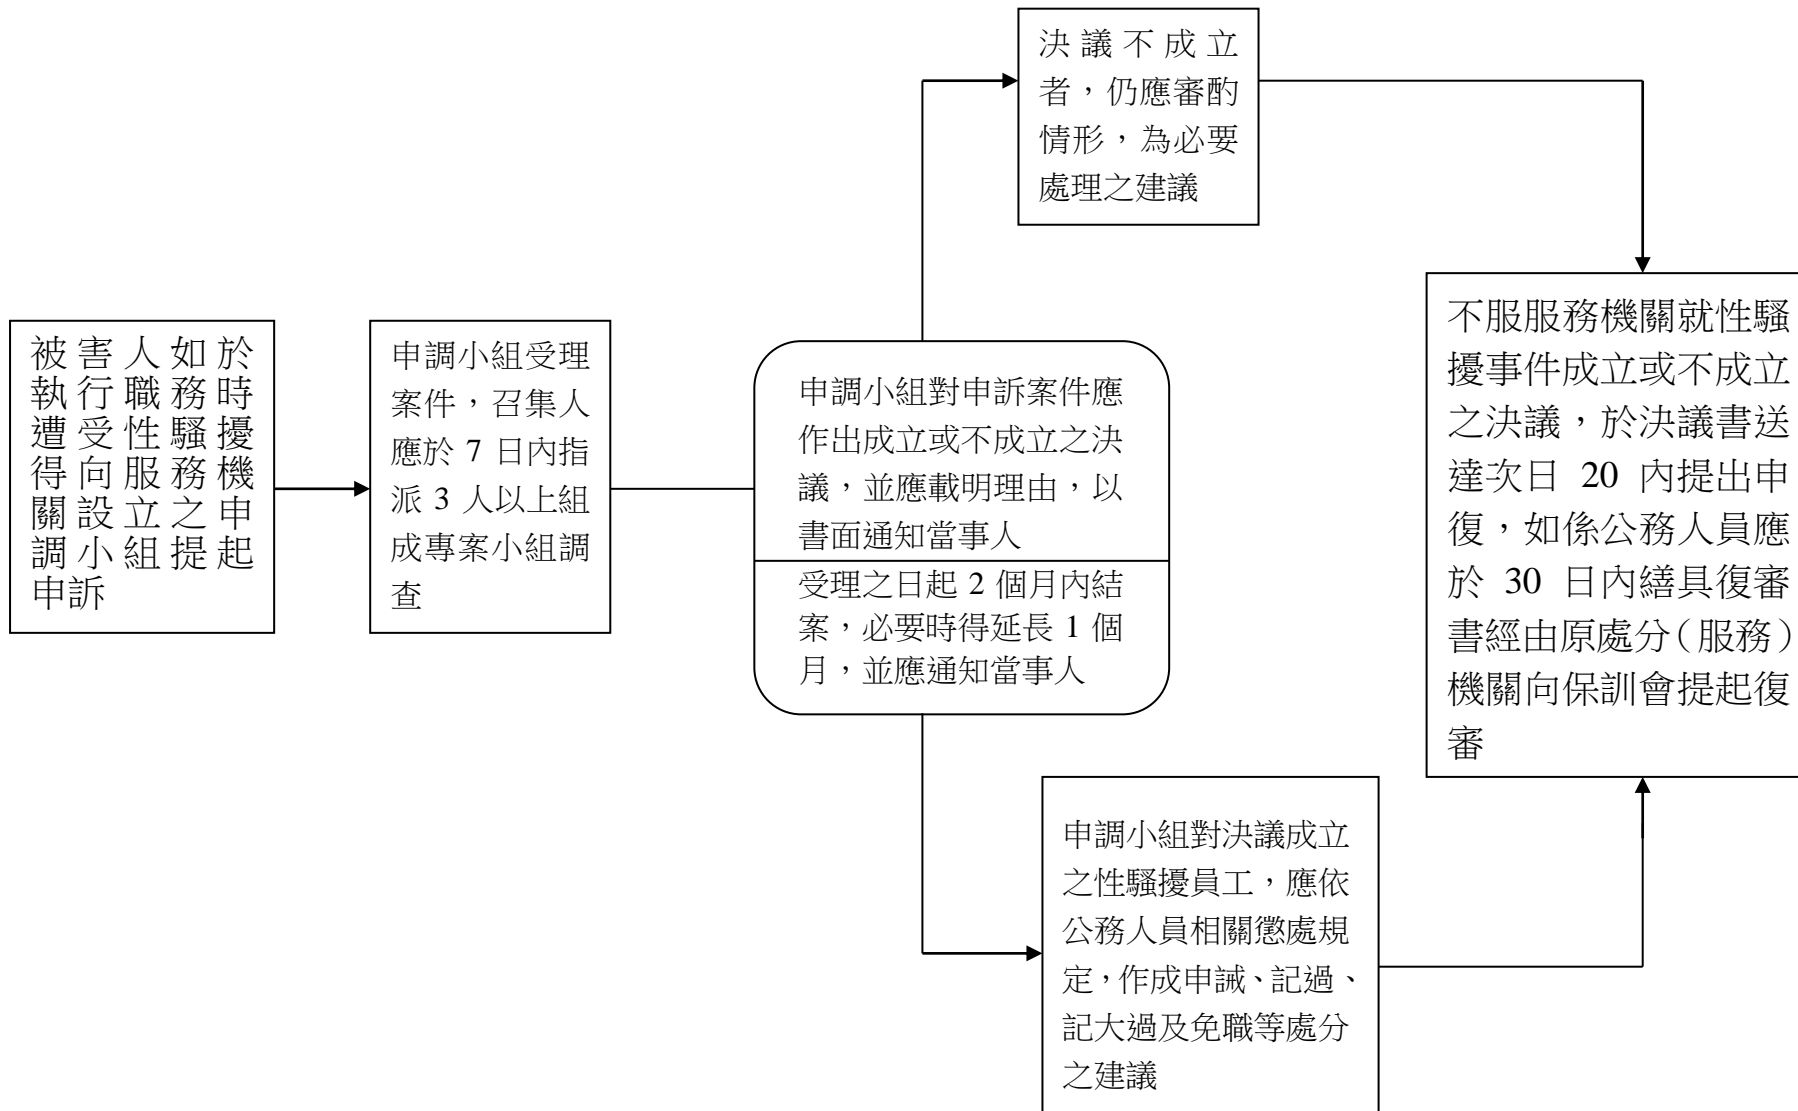 被害人如於
執行職務時
遭受性騷擾
得向服務機
關設立之申
調小組提起
申訴
申調小組受理
案件，召集人
應於 7 日內指
派 3 人以上組
成專案小組調
查
申調小組對申訴案件應
作出成立或不成立之決
議，並應載明理由，以
書面通知當事人
受理之日起 2 個月內結
案，必要時得延長 1 個
月，並應通知當事人
決議不成立
者，仍應審酌
情形，為必要
處理之建議
申調小組對決議成立
之性騷擾員工，應依
公務人員相關懲處規
定，作成申誡、記過、
記大過及免職等處分
之建議
不服服務機關就性騷
擾事件成立或不成立
之決議，於決議書送
達次日 20 內提出申
復，如係公務人員應
於 30 日內繕具復審
書經由原處分（服務）
機關向保訓會提起復
審